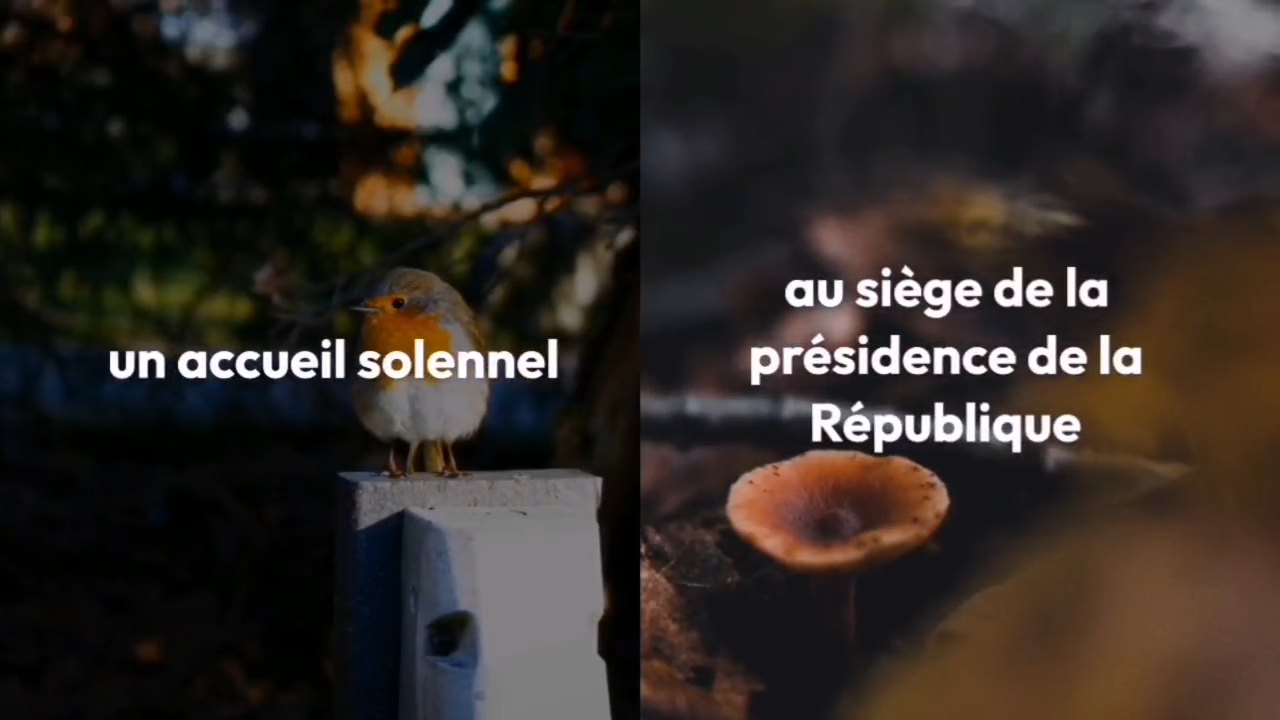 un accueil solennel
au siège de la
présidence de la
République